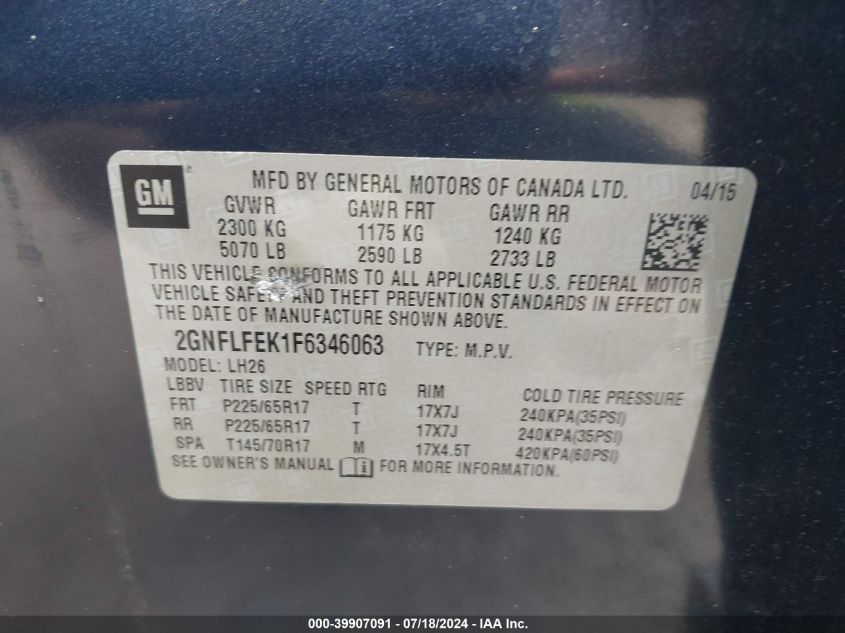 GM
MFD BY GENERAL MOTORS OF CANADA LTD. 04/15
GVWR GAWR FRT GAWR RR
2300 KG 1175 KG 1240 KG
5070 LB 2590 LB 2733 LB
THIS VEHICLE CONFORMS TO ALL APPLICABLE U.S. FEDERAL MOTOR
VEHICLE SAFETY AND THEFT PREVENTION STANDARDS IN EFFECT ON
THE DATE OF MANUFACTURE SHOWN ABOVE.
2GNFLFEK1F6346063 TYPE: M.P.V.
MODEL: LH26
LBBV TIRE SIZE SPEED RTG RIM COLD TIRE PRESSURE
FRT P225/65R17 T 17X7J 240KPA(35PSI)
RR P225/65R17 T 17X7J 240KPA(35PSI)
SPA T145/70R17 M 17X4.5T 420KPA(60PSI)
SEE OWNER'S MANUAL FOR MORE INFORMATION.
000-39907091 - 07/18/2024 - IAA Inc.